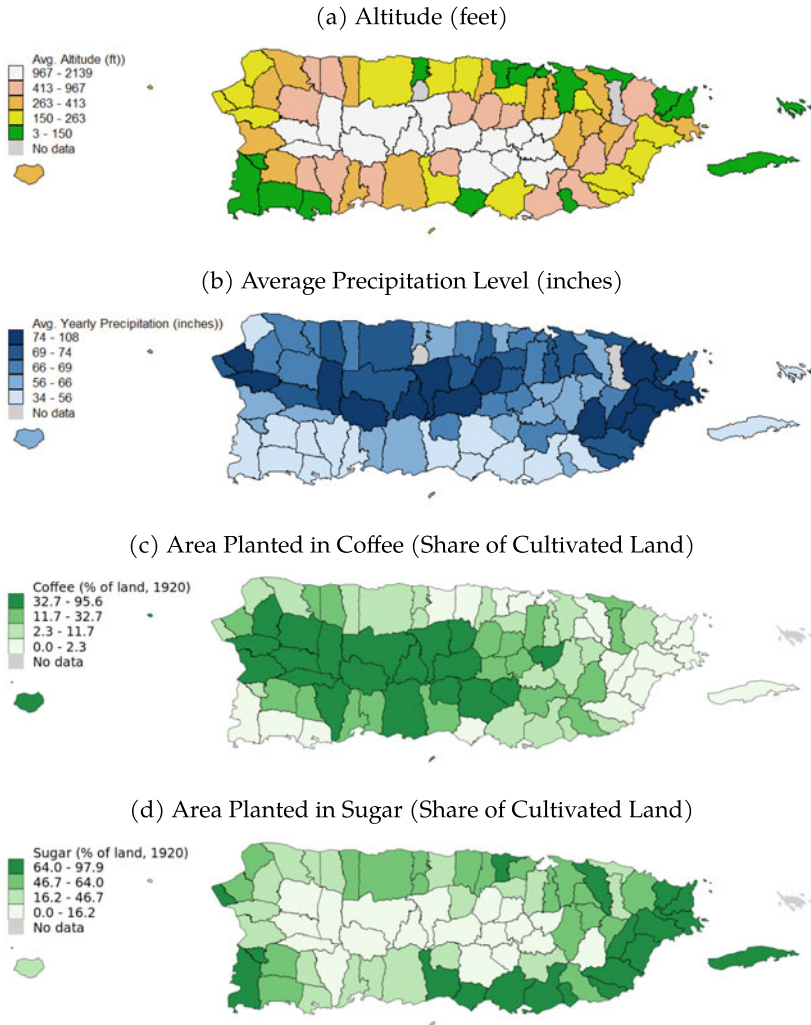 (a) Altitude (feet)
Avg. Altitude (ft))
967 - 2139
413 - 967
263 - 413
150 - 263
3 - 150
No data
(b) Average Precipitation Level (inches)
Avg. Yearly Precipitation (inches))
74 - 108
69 - 74
66 - 69
56 - 66
34 - 56
No data
(c) Area Planted in Coffee (Share of Cultivated Land)
Coffee (% of land, 1920)
32.7 - 95.6
11.7 - 32.7
2.3 - 11.7
0.0 - 2.3
No data
(d) Area Planted in Sugar (Share of Cultivated Land)
Sugar (% of land, 1920)
64.0 - 97.9
46.7 - 64.0
16.2 - 46.7
0.0 - 16.2
No data